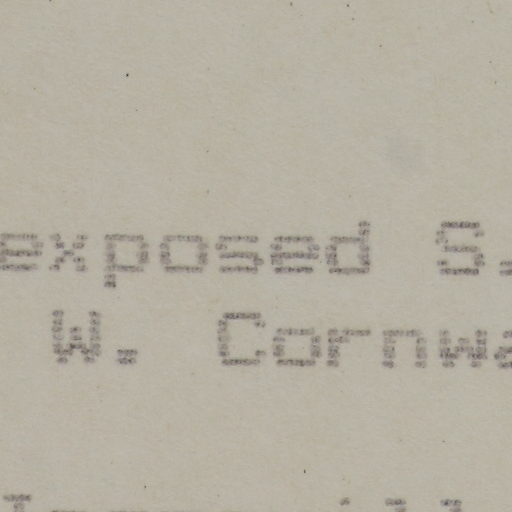 exposed S.
W. Cornwa